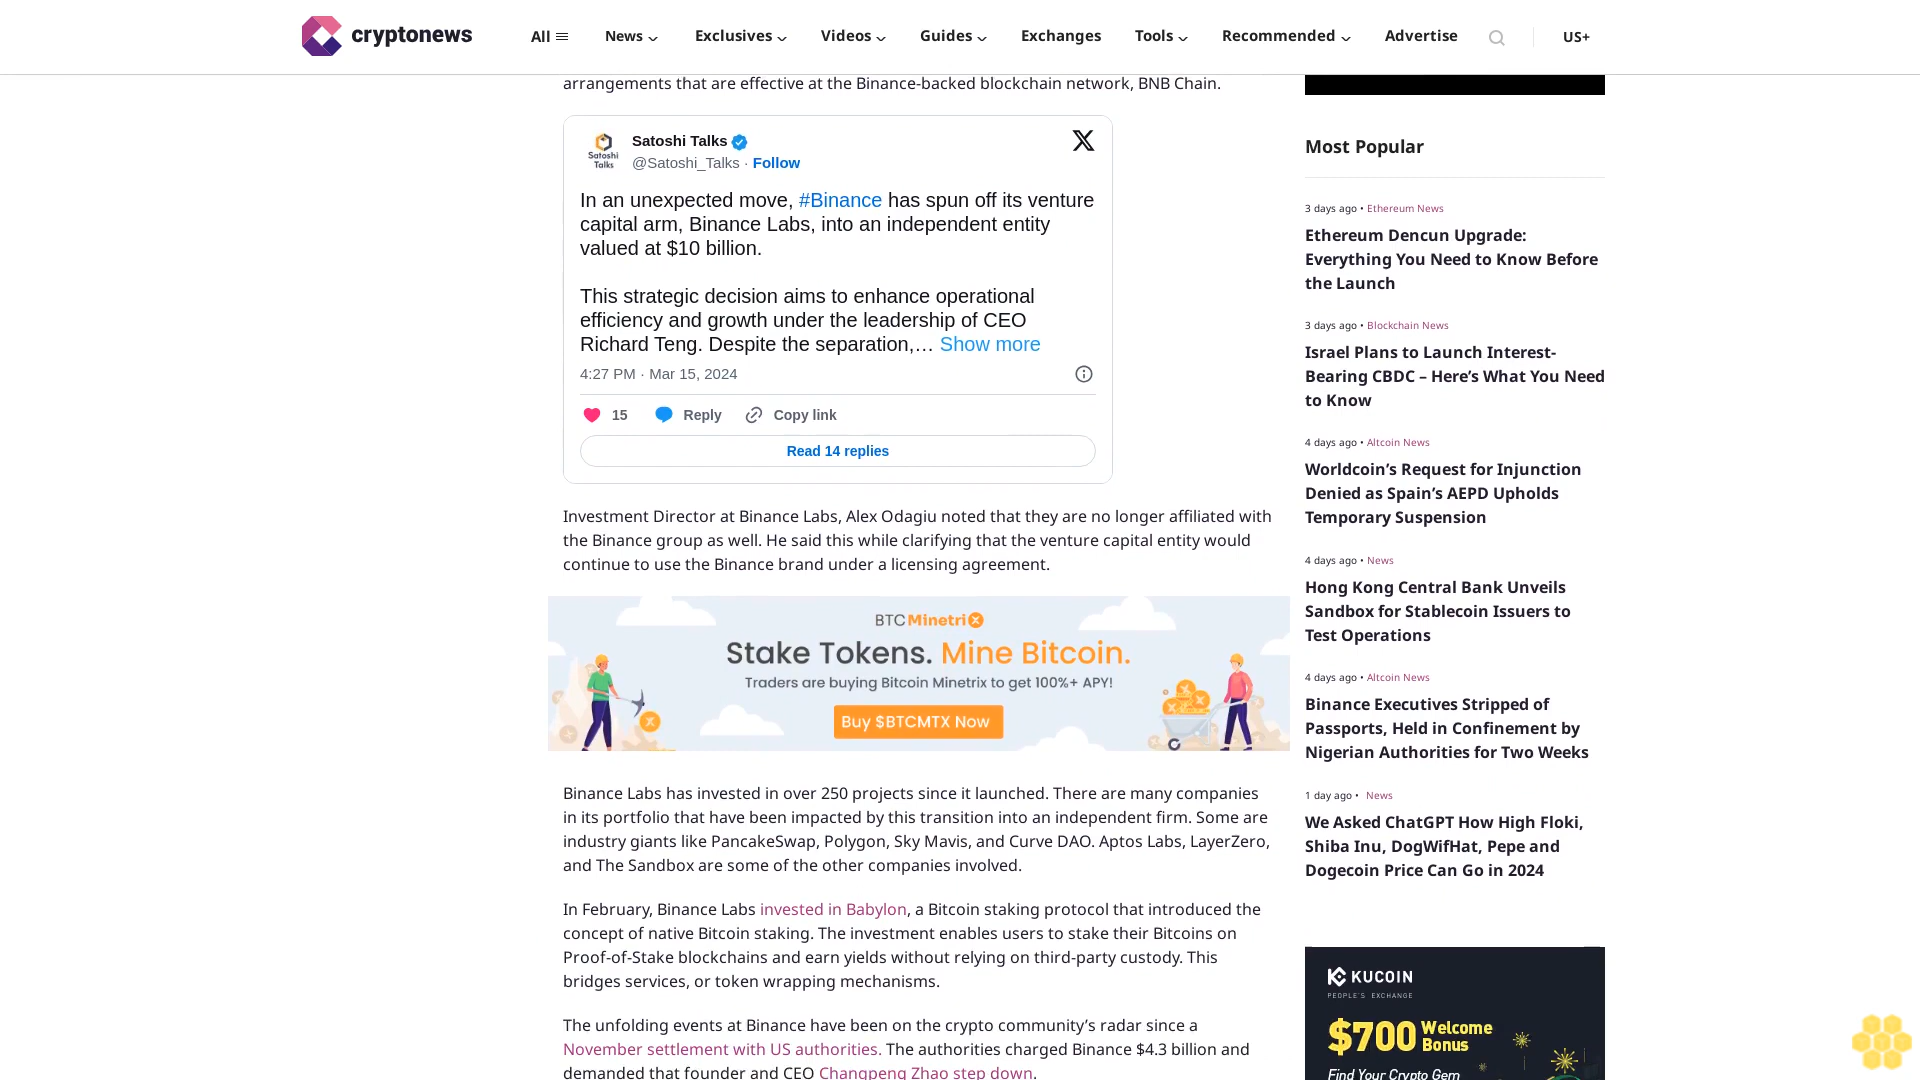 cryptonews
All
News
Exclusives
Videos
Guides
Exchanges
Tools
Recommended
Advertise
US+
arrangements that are effective at the Binance-backed blockchain network, BNB Chain.
Satoshi Talks
Satoshi Talks
@Satoshi_Talks · Follow
In an unexpected move, #Binance has spun off its venture
capital arm, Binance Labs, into an independent entity
valued at $10 billion.
This strategic decision aims to enhance operational
efficiency and growth under the leadership of CEO
Richard Teng. Despite the separation,… Show more
4:27 PM · Mar 15, 2024
15
Reply
Copy link
Read 14 replies
Investment Director at Binance Labs, Alex Odagiu noted that they are no longer affiliated with
the Binance group as well. He said this while clarifying that the venture capital entity would
continue to use the Binance brand under a licensing agreement.
BTC Minetrix
Stake Tokens. Mine Bitcoin.
Traders are buying Bitcoin Minetrix to get 100%+ APY!
Buy $BTCMTX Now
Binance Labs has invested in over 250 projects since it launched. There are many companies
in its portfolio that have been impacted by this transition into an independent firm. Some are
industry giants like PancakeSwap, Polygon, Sky Mavis, and Curve DAO. Aptos Labs, LayerZero,
and The Sandbox are some of the other companies involved.
In February, Binance Labs invested in Babylon, a Bitcoin staking protocol that introduced the
concept of native Bitcoin staking. The investment enables users to stake their Bitcoins on
Proof-of-Stake blockchains and earn yields without relying on third-party custody. This
bridges services, or token wrapping mechanisms.
The unfolding events at Binance have been on the crypto community's radar since a
November settlement with US authorities. The authorities charged Binance $4.3 billion and
demanded that founder and CEO Changpeng Zhao step down.
Most Popular
3 days ago • Ethereum News
Ethereum Dencun Upgrade:
Everything You Need to Know Before
the Launch
3 days ago • Blockchain News
Israel Plans to Launch Interest-
Bearing CBDC – Here's What You Need
to Know
4 days ago • Altcoin News
Worldcoin's Request for Injunction
Denied as Spain's AEPD Upholds
Temporary Suspension
4 days ago • News
Hong Kong Central Bank Unveils
Sandbox for Stablecoin Issuers to
Test Operations
4 days ago • Altcoin News
Binance Executives Stripped of
Passports, Held in Confinement by
Nigerian Authorities for Two Weeks
1 day ago • News
We Asked ChatGPT How High Floki,
Shiba Inu, DogWifHat, Pepe and
Dogecoin Price Can Go in 2024
KUCOIN
PEOPLE'S EXCHANGE
$700 Welcome
Bonus
Find Your Crypto Gem